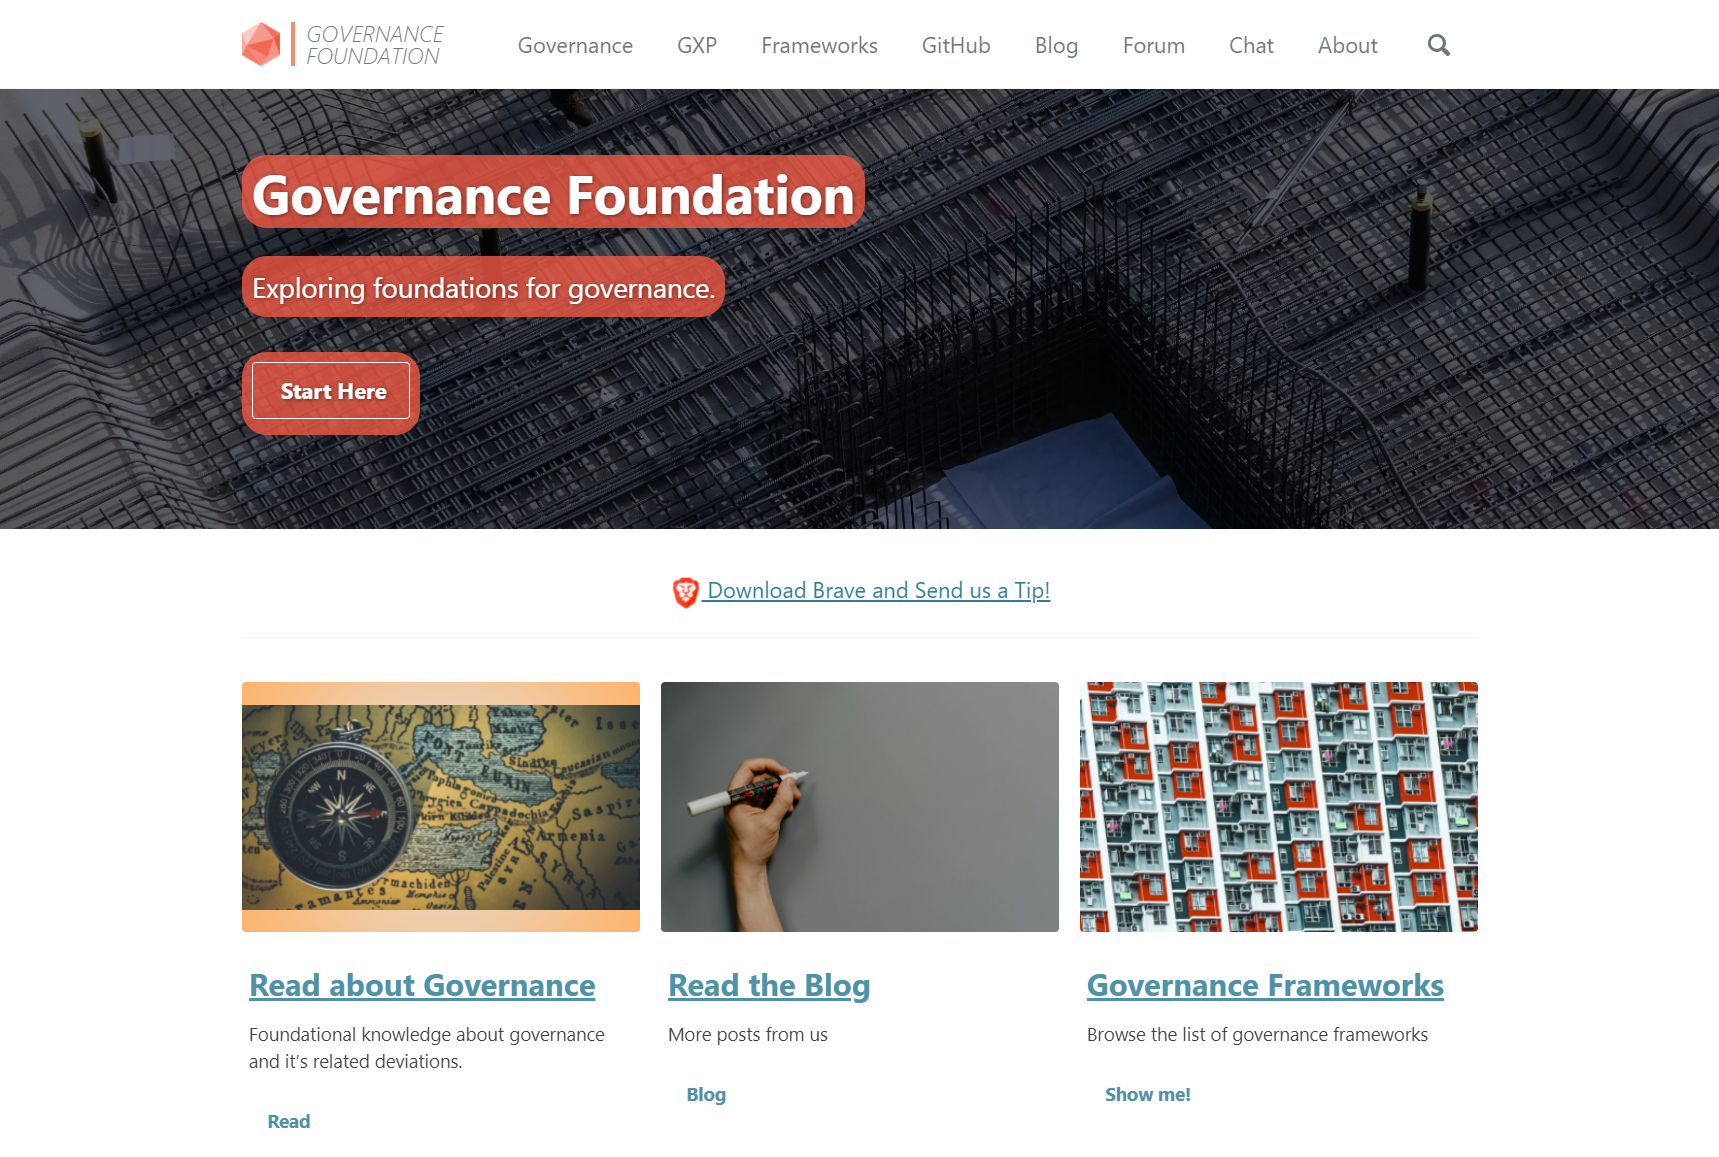 GOVERNANCE
FOUNDATION
Governance GXP Frameworks GitHub Blog Forum Chat About
Governance Foundation
Exploring foundations for governance.
Start Here
Download Brave and Send us a Tip!
Read about Governance
Foundational knowledge about governance
and it's related deviations.
Read
Read the Blog
More posts from us
Blog
Governance Frameworks
Browse the list of governance frameworks
Show me!